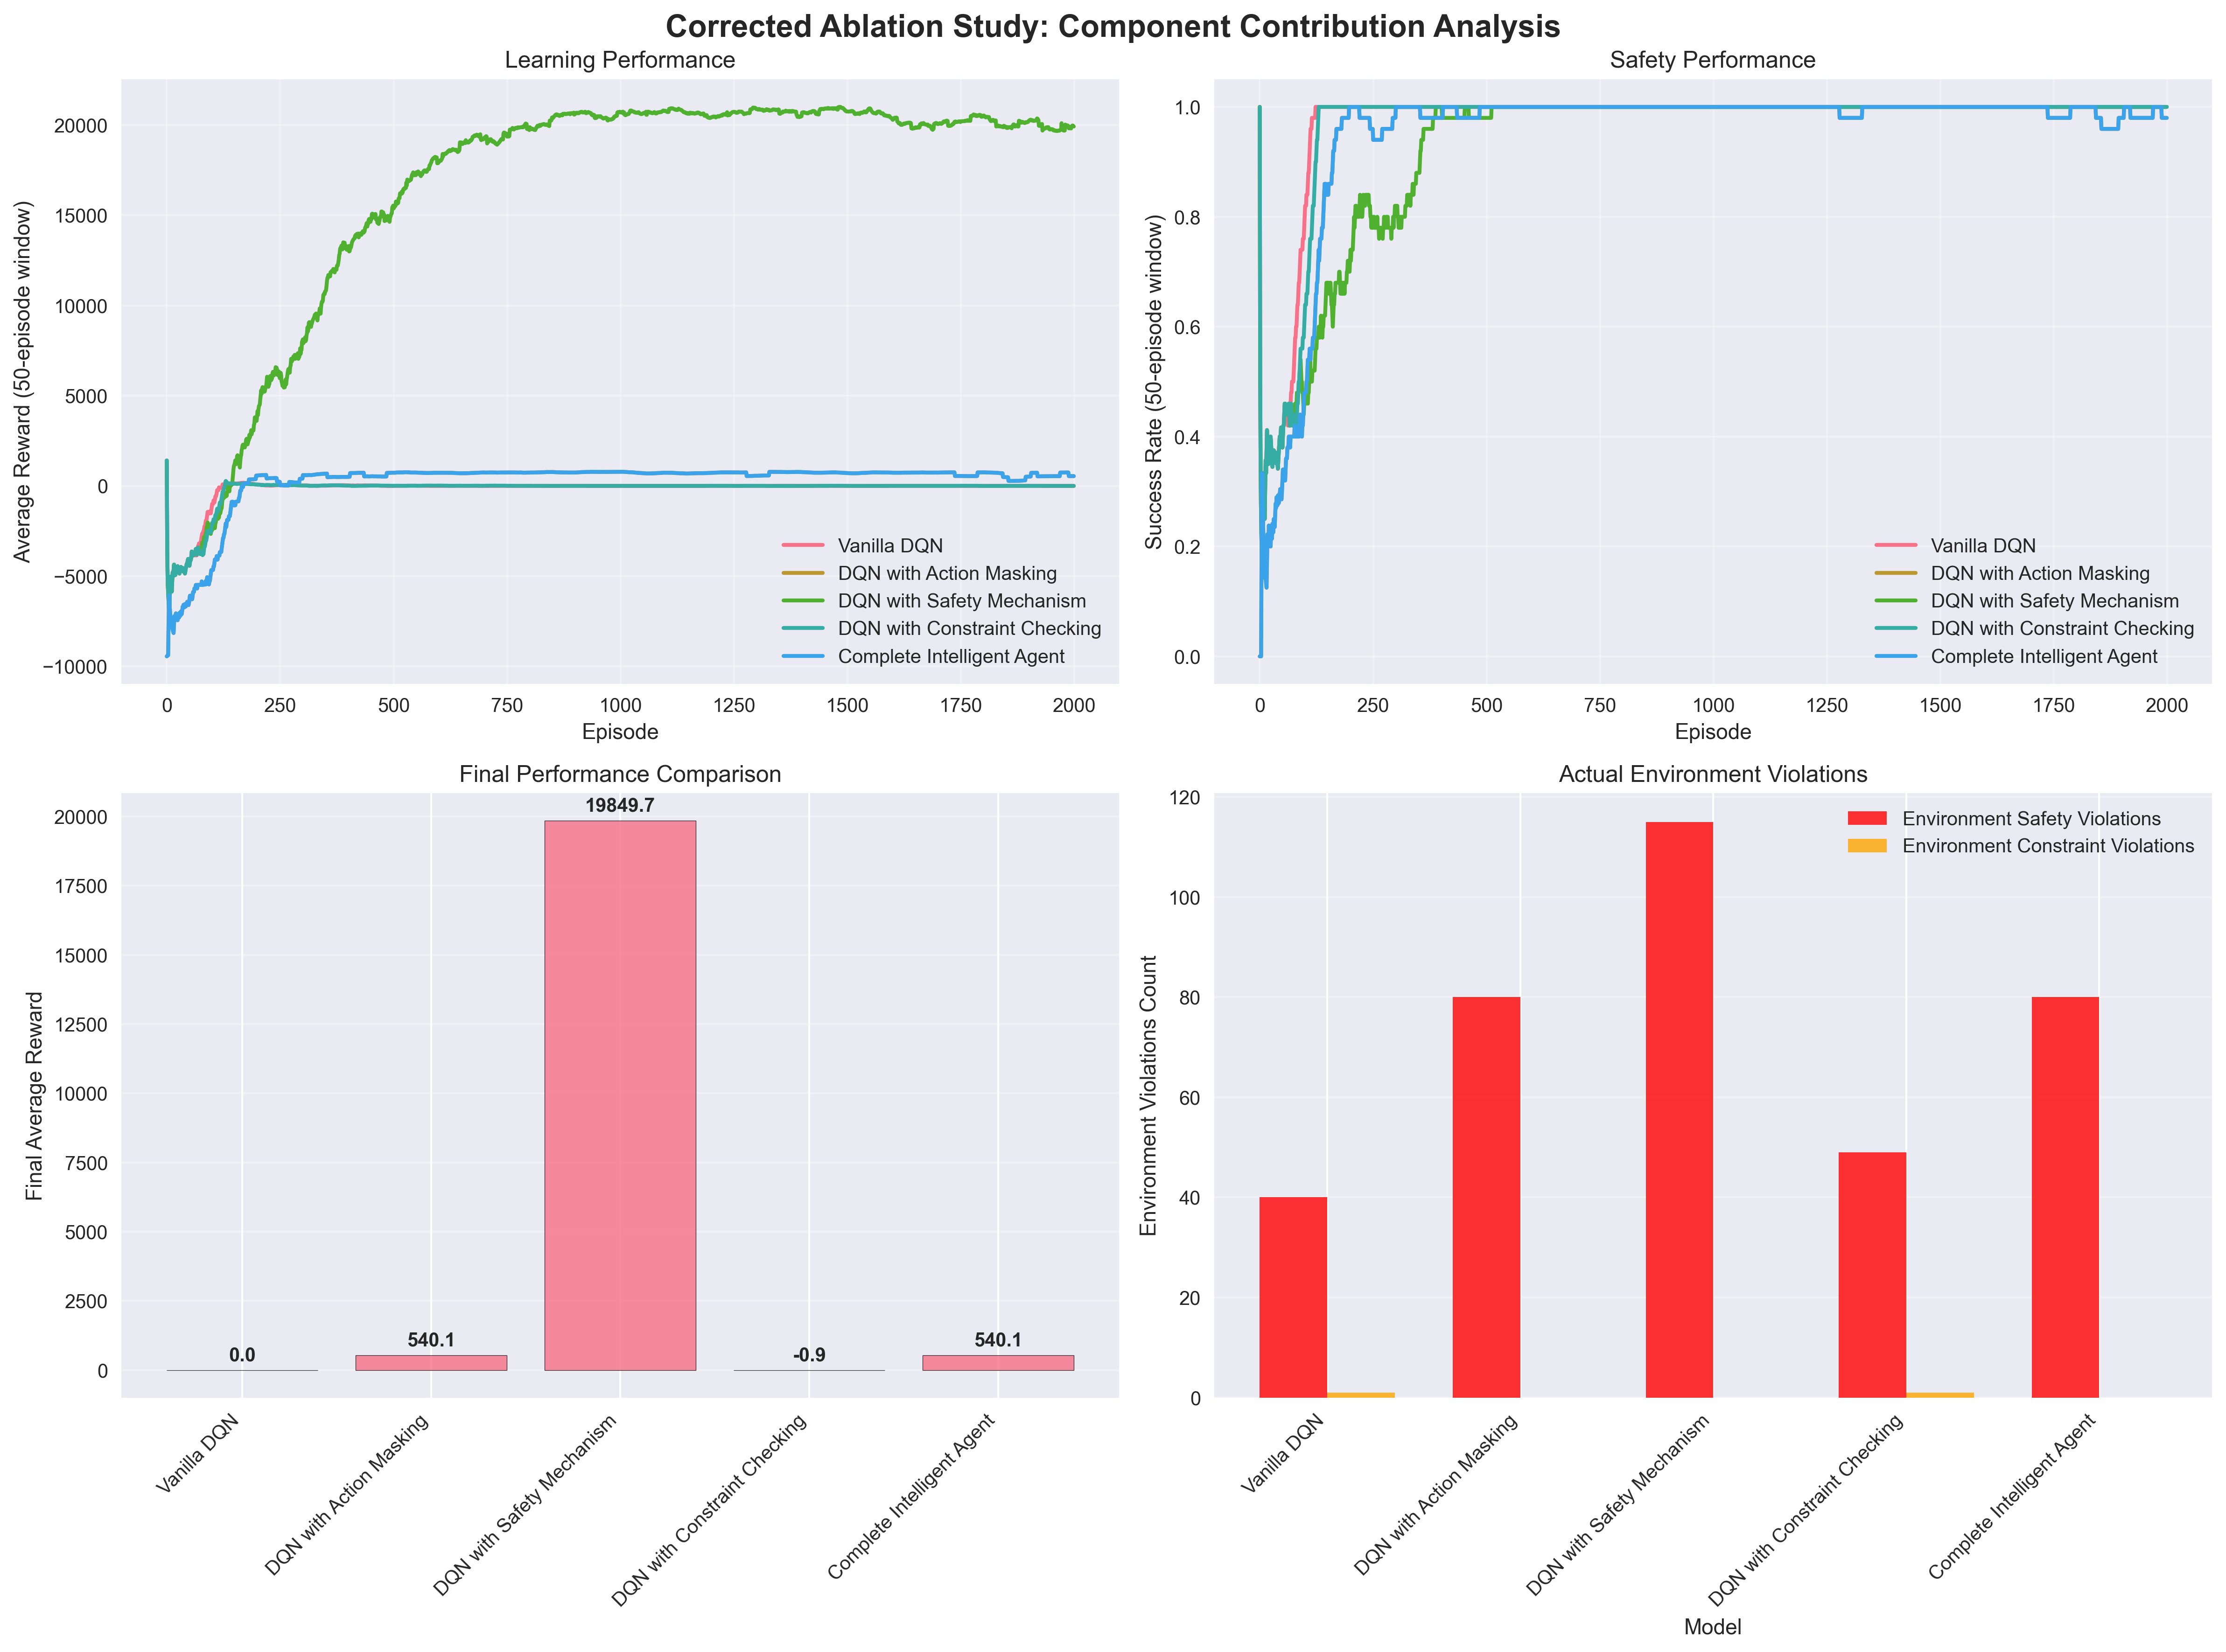 Corrected Ablation Study: Component Contribution Analysis
Learning Performance
Average Reward (50-episode window)
20000
15000
10000
5000
0
−5000
−10000
0 250 500 750 1000 1250 1500 1750 2000
Episode
Vanilla DQN
DQN with Action Masking
DQN with Safety Mechanism
DQN with Constraint Checking
Complete Intelligent Agent
Safety Performance
Success Rate (50-episode window)
1.0
0.8
0.6
0.4
0.2
0.0
0 250 500 750 1000 1250 1500 1750 2000
Episode
Vanilla DQN
DQN with Action Masking
DQN with Safety Mechanism
DQN with Constraint Checking
Complete Intelligent Agent
Final Performance Comparison
Final Average Reward
20000
17500
15000
12500
10000
7500
5000
2500
0
0.0
540.1
19849.7
-0.9
540.1
Vanilla DQN
DQN with Action Masking
DQN with Safety Mechanism
DQN with Constraint Checking
Complete Intelligent Agent
Actual Environment Violations
Environment Violations Count
120
100
80
60
40
20
0
Environment Safety Violations
Environment Constraint Violations
Vanilla DQN
DQN with Action Masking
DQN with Safety Mechanism
DQN with Constraint Checking
Complete Intelligent Agent
Model